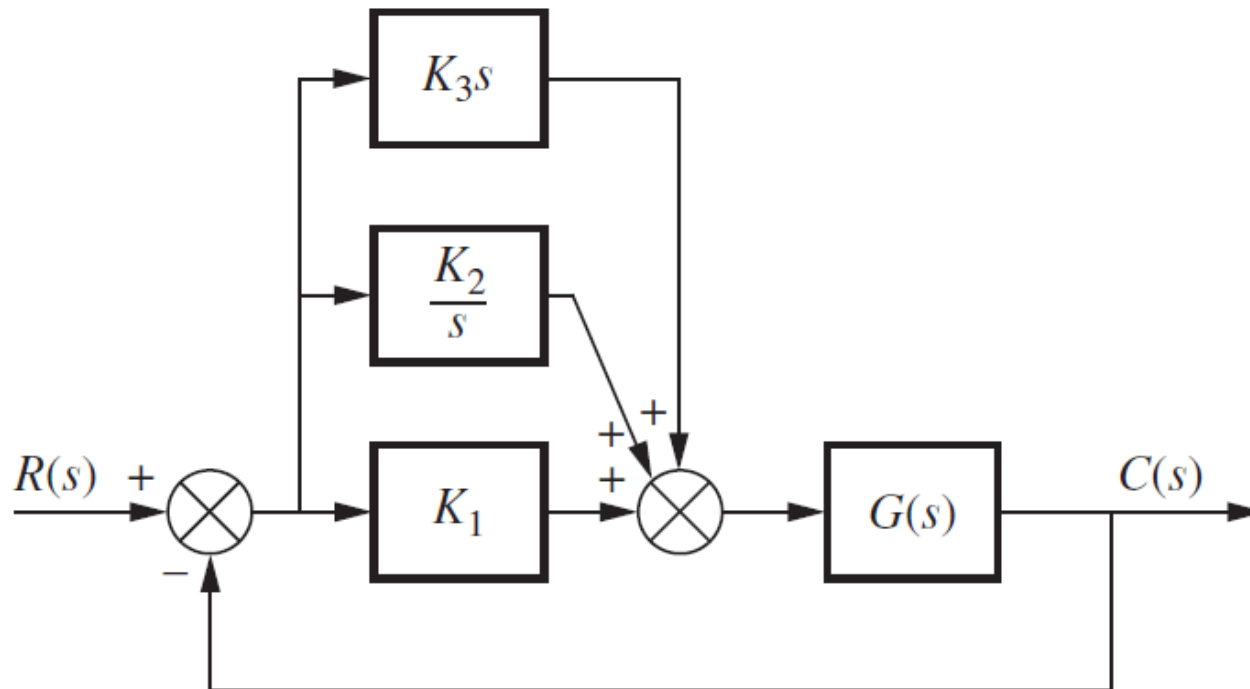 K₃s
K₂
s
+
+
R(s)
+
K₁
+
G(s)
C(s)
−